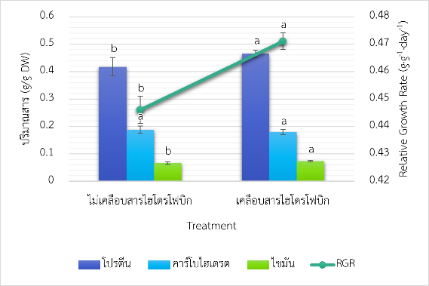 ปริมาณสาร (g/g DW)
0.6
0.5
0.4
0.3
0.2
0.1
0
b
b
a
b
a
a
a
a
0.48
0.47
0.46
0.45
0.44
0.43
0.42
Relative Growth Rate (g·g⁻¹·day⁻¹)
ไม่เคลือบสารไฮโดรโฟบิก
เคลือบสารไฮโดรโฟบิก
Treatment
โปรตีน
คาร์โบไฮเดรต
ไขมัน
RGR